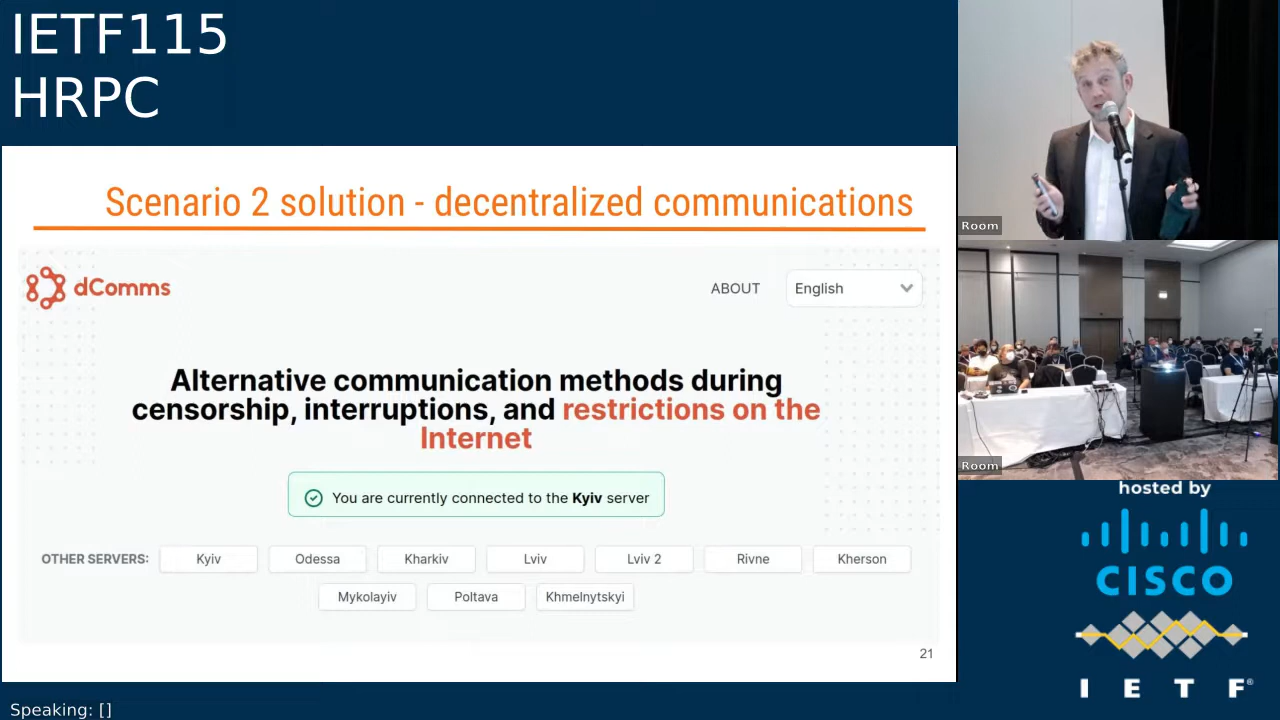 IETF115
HRPC
Scenario 2 solution - decentralized communications
dComms
ABOUT
English
Alternative communication methods during
censorship, interruptions, and restrictions on the
Internet
You are currently connected to the Kyiv server
OTHER SERVERS:
Kyiv
Odessa
Kharkiv
Lviv
Lviv 2
Rivne
Kherson
Mykolayiv
Poltava
Khmelnytskyi
21
Room
Room
hosted by
CISCO
I E T F®
Speaking: []